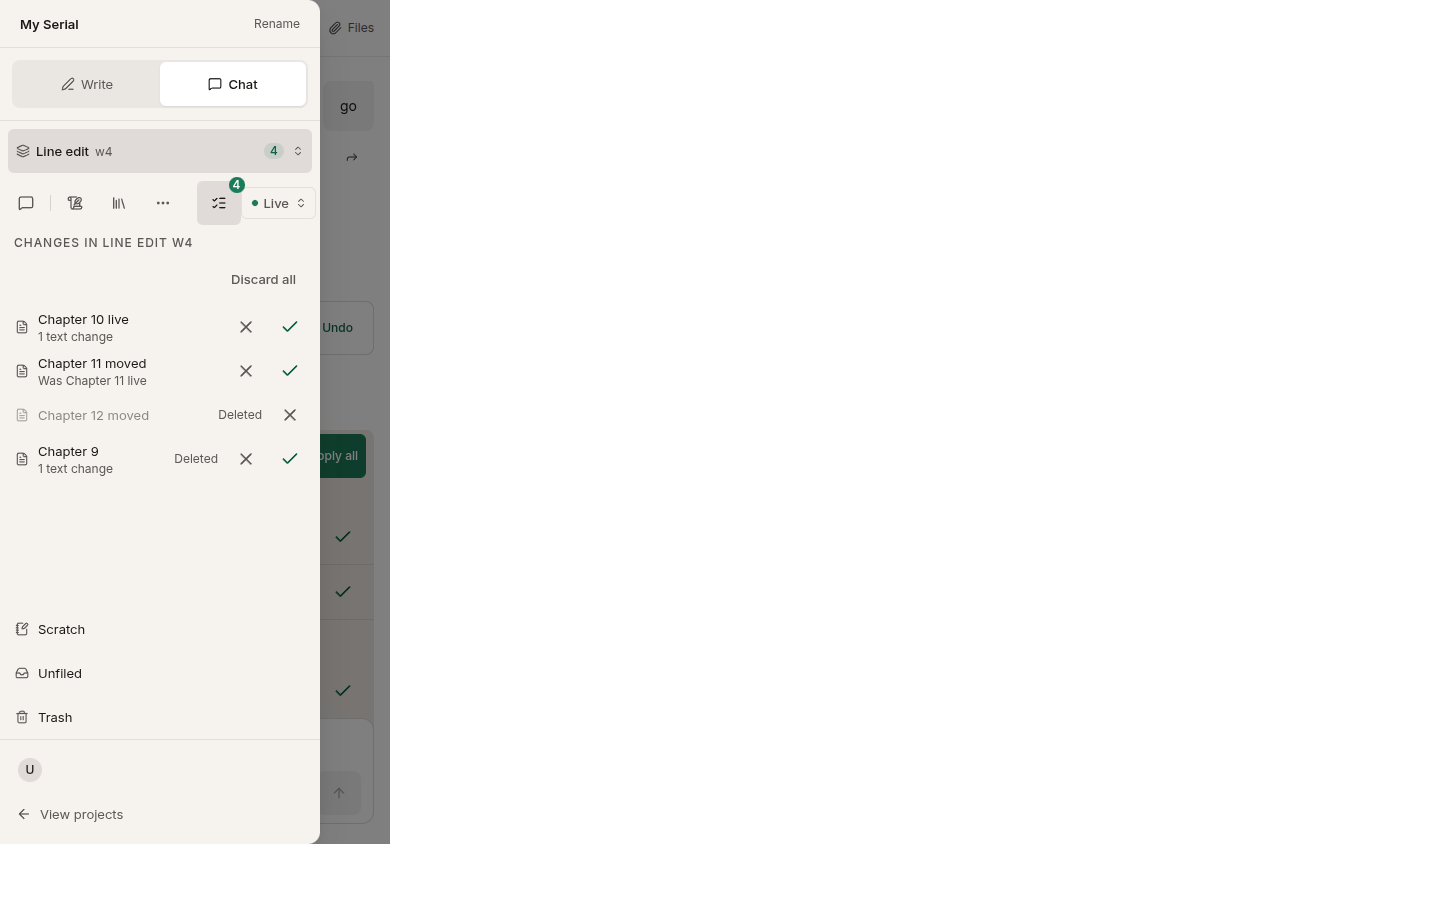 My Serial
Rename
Files
Write
Chat
go
Line edit w4
4
4
Live
CHANGES IN LINE EDIT W4
Discard all
Chapter 10 live
1 text change
Undo
Chapter 11 moved
Was Chapter 11 live
Chapter 12 moved
Deleted
Chapter 9
1 text change
Deleted
all
Scratch
Unfiled
Trash
U
View projects